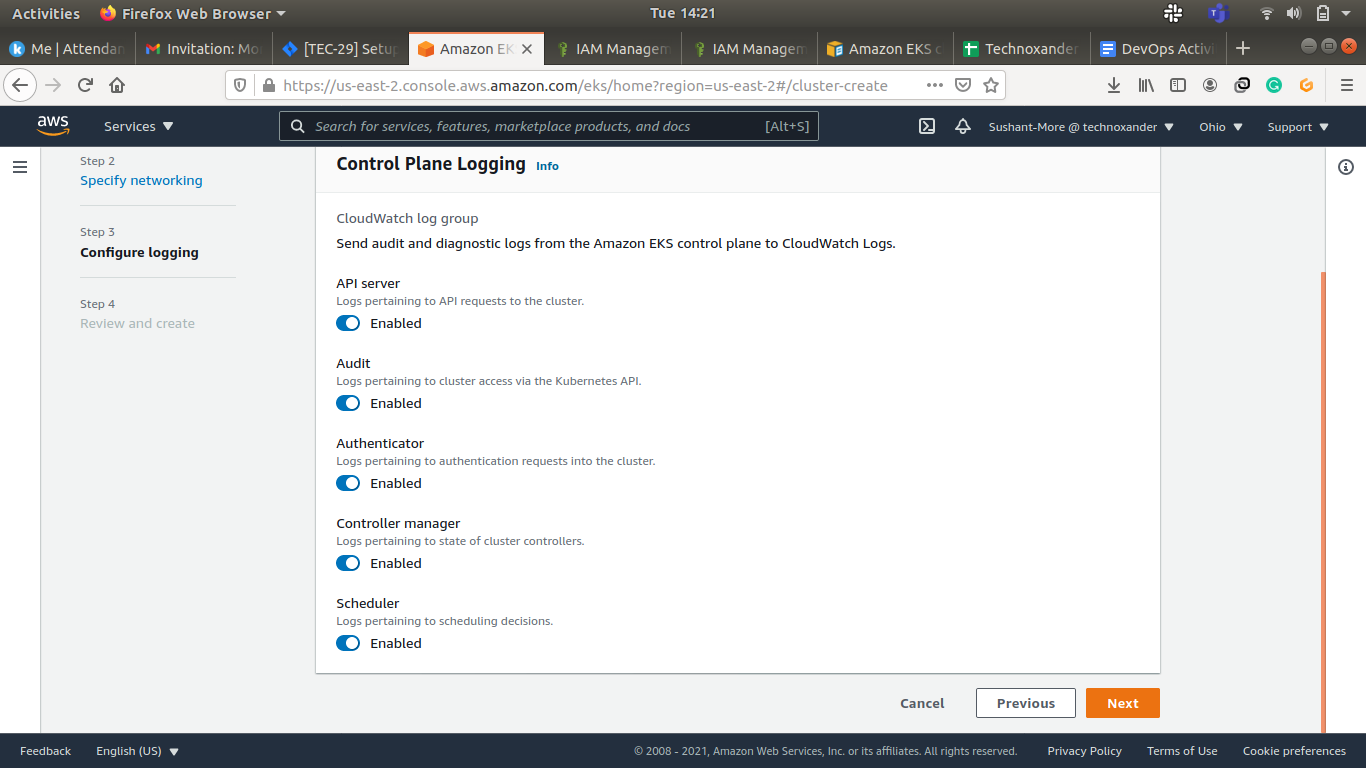 Activities Firefox Web Browser Tue 14:21
Me | Attendan Invitation: Mo [TEC-29] Setup Amazon EK IAM Managem IAM Managem Amazon EKS c Technoxander DevOps Activi
https://us-east-2.console.aws.amazon.com/eks/home?region=us-east-2#/cluster-create
aws Services Search for services, features, marketplace products, and docs [Alt+S] Sushant-More @ technoxander Ohio Support
Step 2
Specify networking
Step 3
Configure logging
Step 4
Review and create
Control Plane Logging Info
CloudWatch log group
Send audit and diagnostic logs from the Amazon EKS control plane to CloudWatch Logs.
API server
Logs pertaining to API requests to the cluster.
Enabled
Audit
Logs pertaining to cluster access via the Kubernetes API.
Enabled
Authenticator
Logs pertaining to authentication requests into the cluster.
Enabled
Controller manager
Logs pertaining to state of cluster controllers.
Enabled
Scheduler
Logs pertaining to scheduling decisions.
Enabled
Cancel Previous Next
Feedback English (US) © 2008 - 2021, Amazon Web Services, Inc. or its affiliates. All rights reserved. Privacy Policy Terms of Use Cookie preferences